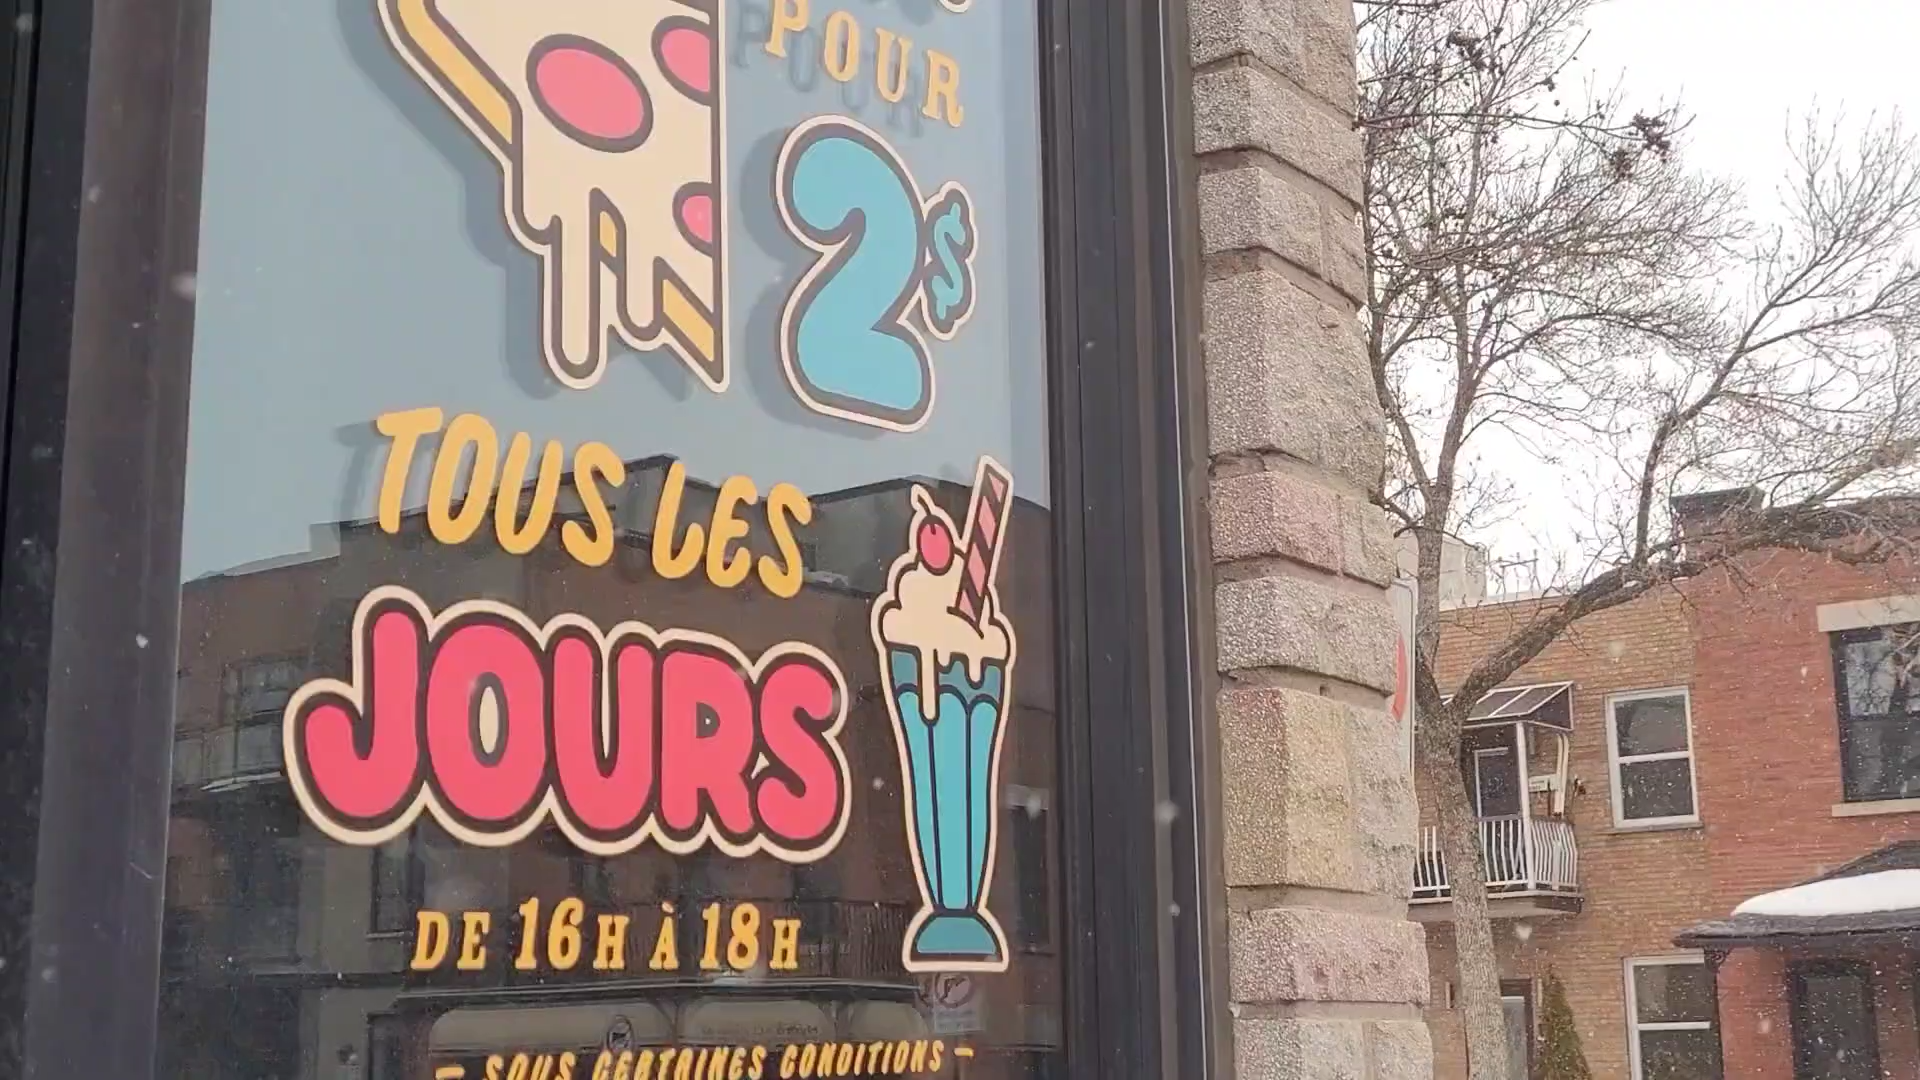 POUR
2$
TOUS LES
JOURS
DE 16H À 18H
- SOUS CERTAINES CONDITIONS -